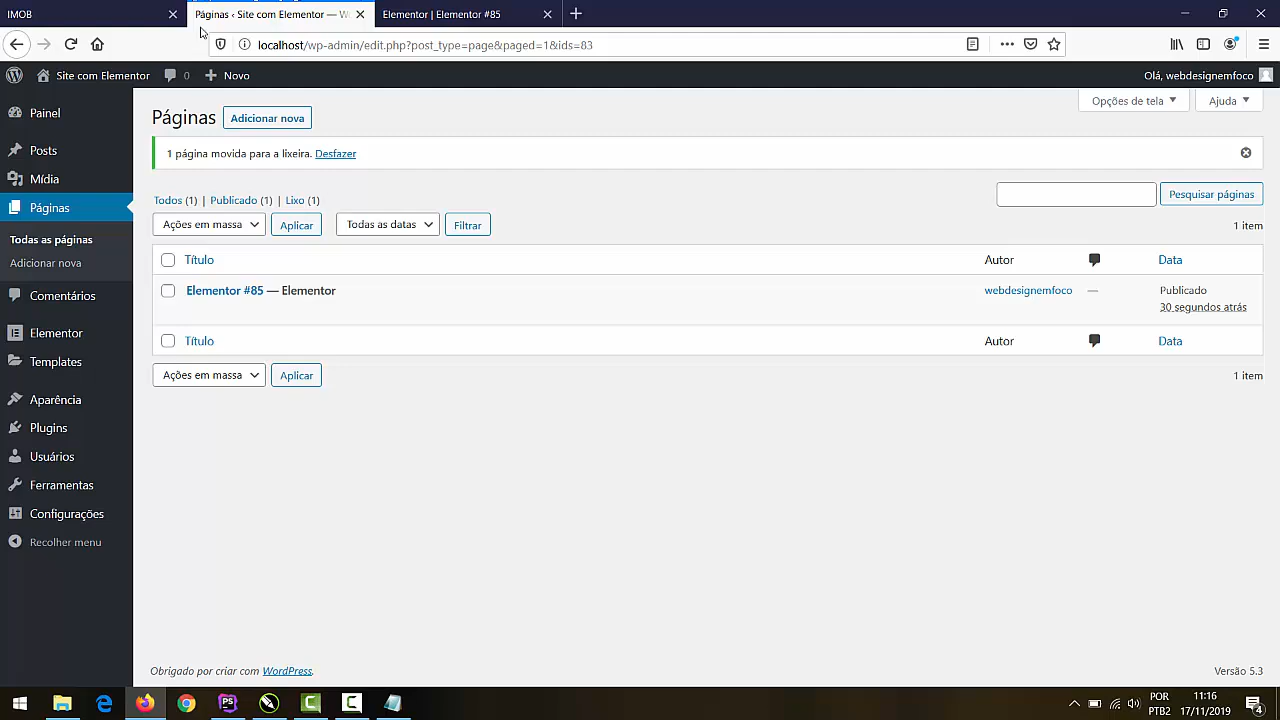 IMOB
Páginas ‹ Site com Elementor — W
Elementor | Elementor #85
localhost/wp-admin/edit.php?post_type=page&paged=1&ids=83
Site com Elementor
0
Novo
Olá, webdesignemfoco
Painel
Posts
Mídia
Páginas
Todas as páginas
Adicionar nova
Comentários
Elementor
Templates
Aparência
Plugins
Usuários
Ferramentas
Configurações
Recolher menu
Opções de tela
Ajuda
Páginas
Adicionar nova
1 página movida para a lixeira. Desfazer
Todos (1) | Publicado (1) | Lixo (1)
Pesquisar páginas
Ações em massa
Aplicar
Todas as datas
Filtrar
1 item
Título
Autor
Data
Elementor #85 — Elementor
webdesignemfoco
—
Publicado
30 segundos atrás
Título
Autor
Data
Ações em massa
Aplicar
1 item
Obrigado por criar com WordPress.
Versão 5.3
POR
PTB2
11:16
17/11/2019
4